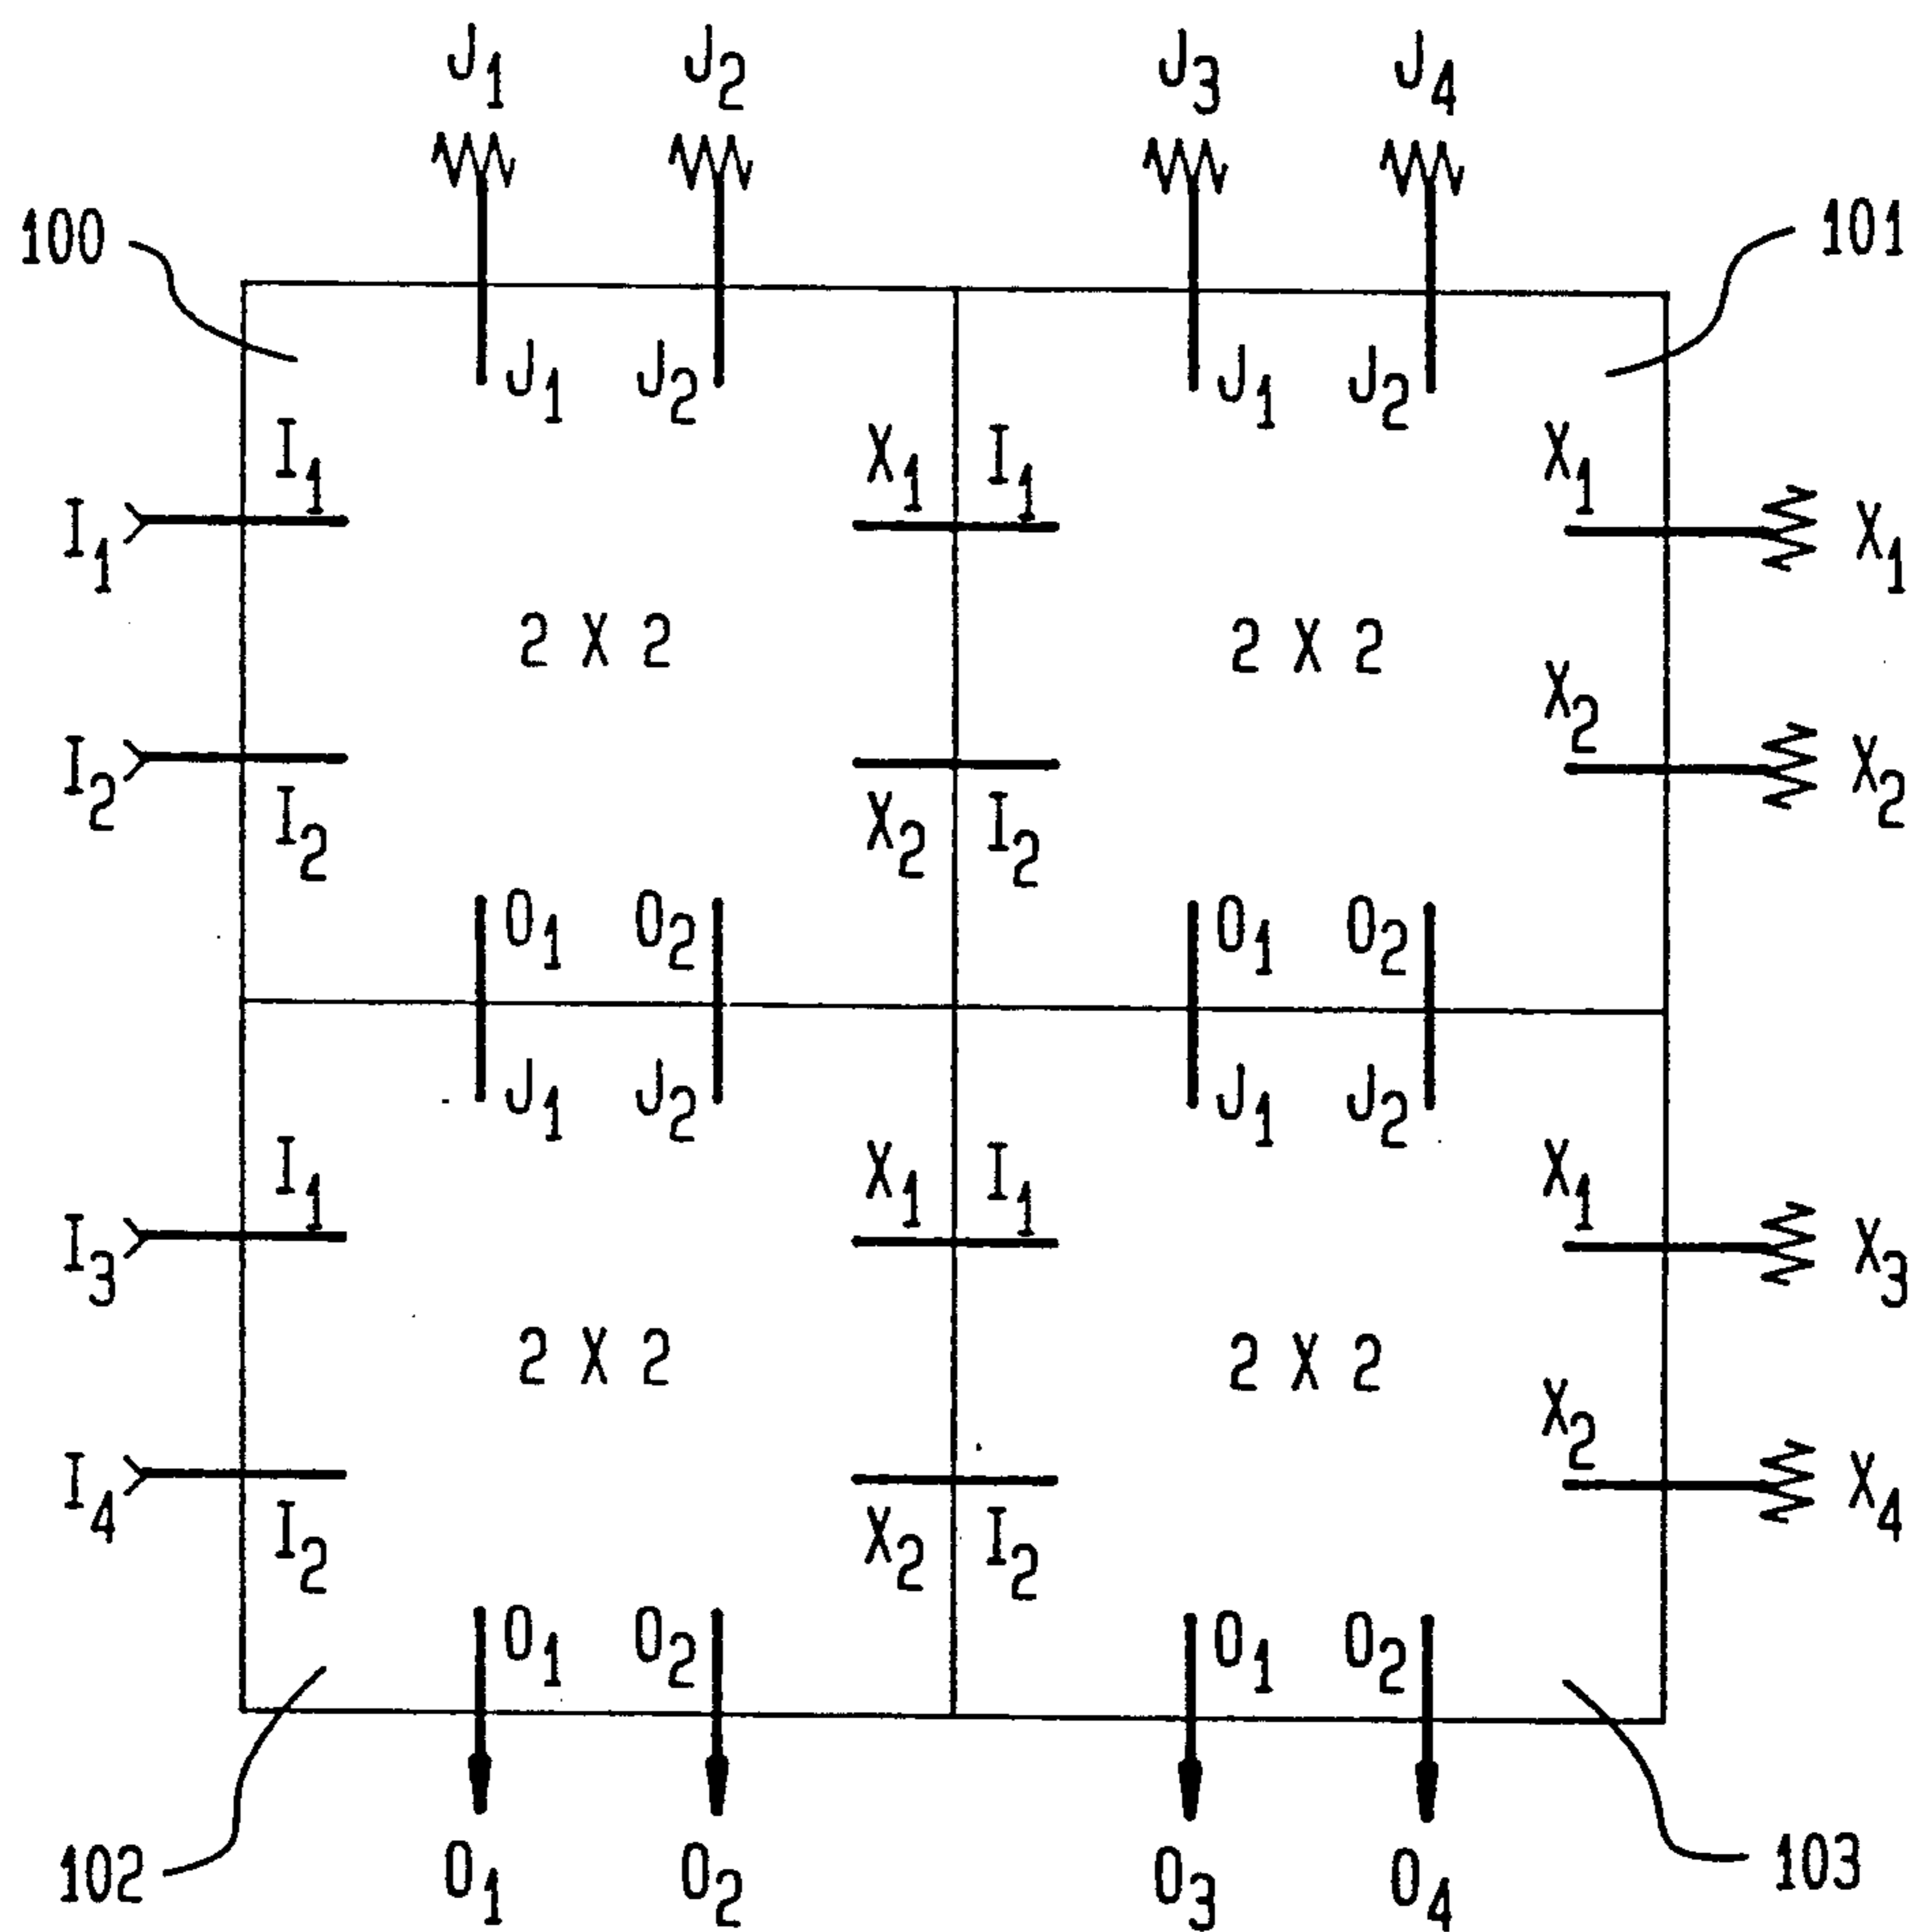 J1 J2 J3 J4
100 101
J1 J2 J1 J2
I1 X1 I1 X1
I1 X1
2 X 2 2 X 2
X2
I2 X2
I2 X2 I2
O1 O2 O1 O2
J1 J2 J1 J2
I1 X1 I1 X1
I3 X3
2 X 2 2 X 2
X2
I4 X4
I2 X2 I2
O1 O2 O1 O2
102 103
O1 O2 O3 O4